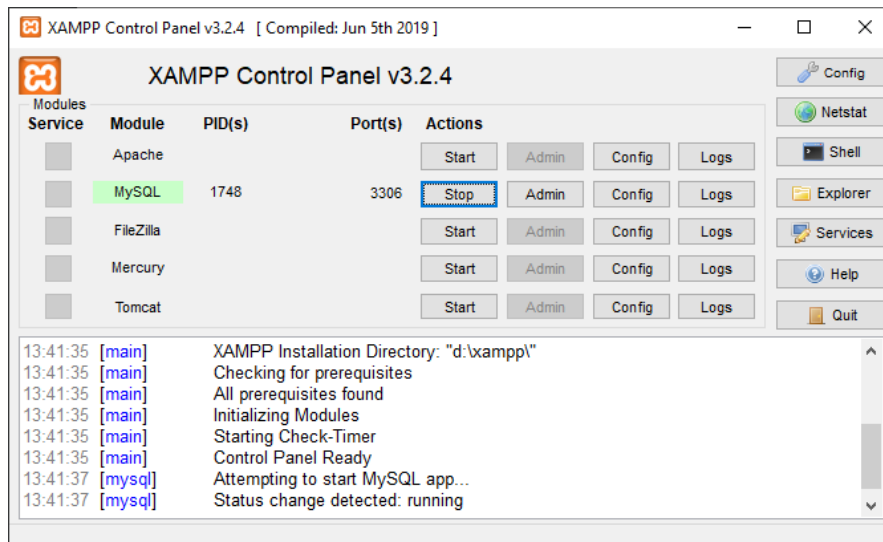 XAMPP Control Panel v3.2.4 [ Compiled: Jun 5th 2019 ]
XAMPP Control Panel v3.2.4
Config
Modules
Service Module PID(s) Port(s) Actions
Netstat
Apache Start Admin Config Logs
Shell
MySQL 1748 3306 Stop Admin Config Logs
Explorer
FileZilla Start Admin Config Logs
Services
Mercury Start Admin Config Logs
Help
Tomcat Start Admin Config Logs
Quit
13:41:35 [main] XAMPP Installation Directory: "d:\xampp\"
13:41:35 [main] Checking for prerequisites
13:41:35 [main] All prerequisites found
13:41:35 [main] Initializing Modules
13:41:35 [main] Starting Check-Timer
13:41:35 [main] Control Panel Ready
13:41:37 [mysql] Attempting to start MySQL app...
13:41:37 [mysql] Status change detected: running